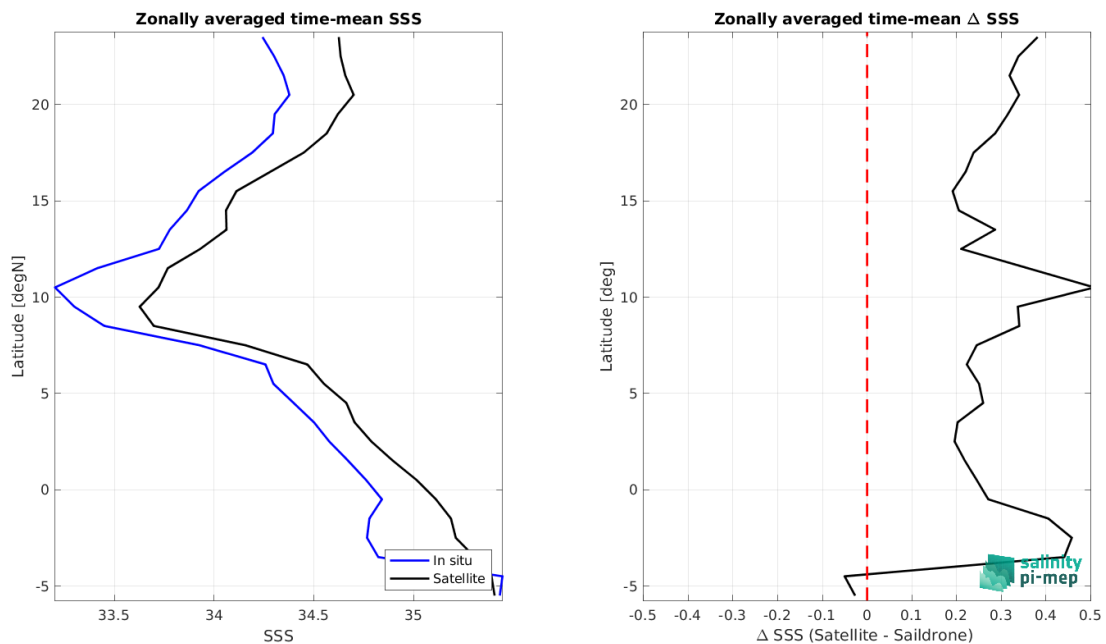 Zonally averaged time-mean SSS
20
15
10
5
0
-5
Latitude [degN]
33.5
34
34.5
35
SSS
In situ
Satellite
Zonally averaged time-mean Δ SSS
20
15
10
5
0
-5
Latitude [deg]
-0.5
-0.4
-0.3
-0.2
-0.1
0
0.1
0.2
0.3
0.4
0.5
Δ SSS (Satellite - Saildrone)
salinity
pi-mep